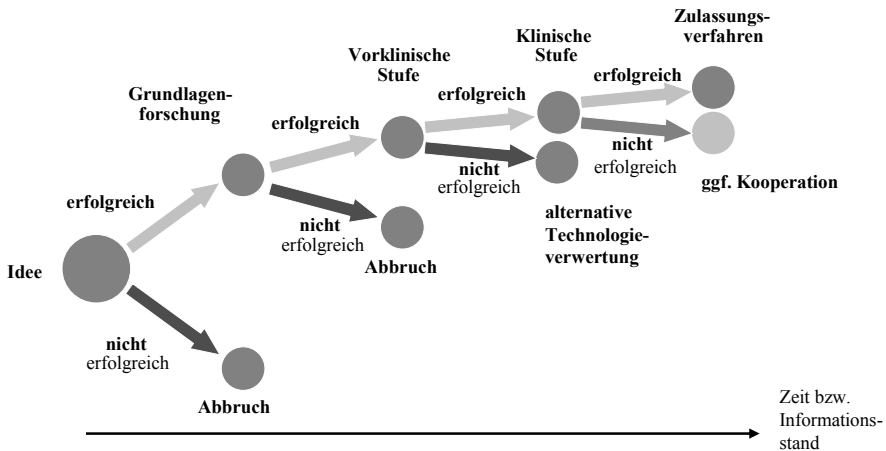 Zulassungs-
verfahren
Klinische
Stufe
Vorklinische
Stufe
Grundlagen-
forschung
erfolgreich
erfolgreich
erfolgreich
erfolgreich
nicht
erfolgreich
nicht
erfolgreich
ggf. Kooperation
alternative
Technologie-
verwertung
nicht
erfolgreich
Abbruch
Idee
nicht
erfolgreich
Abbruch
Zeit bzw.
Informations-
stand